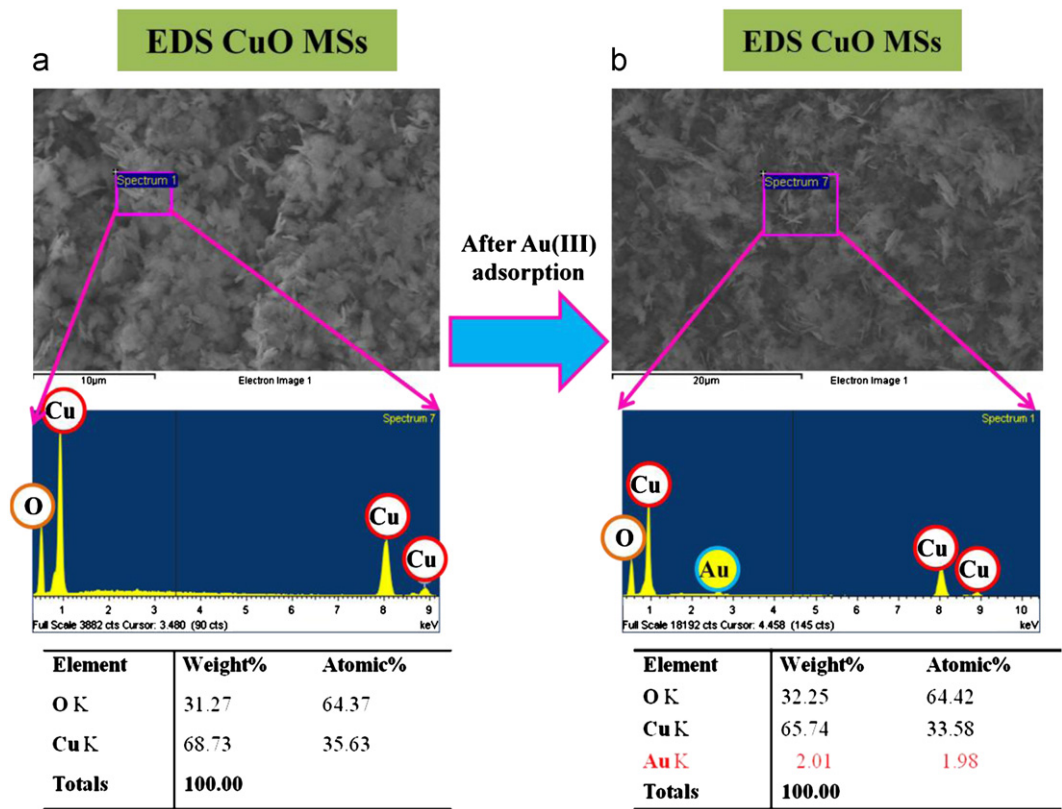 EDS CuO MSs
a
Spectrum 1
10μm
Electron Image 1
Spectrum 7
Cu
O
Cu
Cu
1 2 3 4 5 6 7 8 9
Full Scale 3882 cts Cursor: 3.480 (90 cts)
keV
Element Weight% Atomic%
O K 31.27 64.37
Cu K 68.73 35.63
Totals 100.00
After Au(III)
adsorption
EDS CuO MSs
b
Spectrum 7
20μm
Electron Image 1
Spectrum 1
Cu
O
Au
Cu
Cu
1 2 3 4 5 6 7 8 9 10
Full Scale 18192 cts Cursor: 4.458 (145 cts)
keV
Element Weight% Atomic%
O K 32.25 64.42
Cu K 65.74 33.58
Au K 2.01 1.98
Totals 100.00